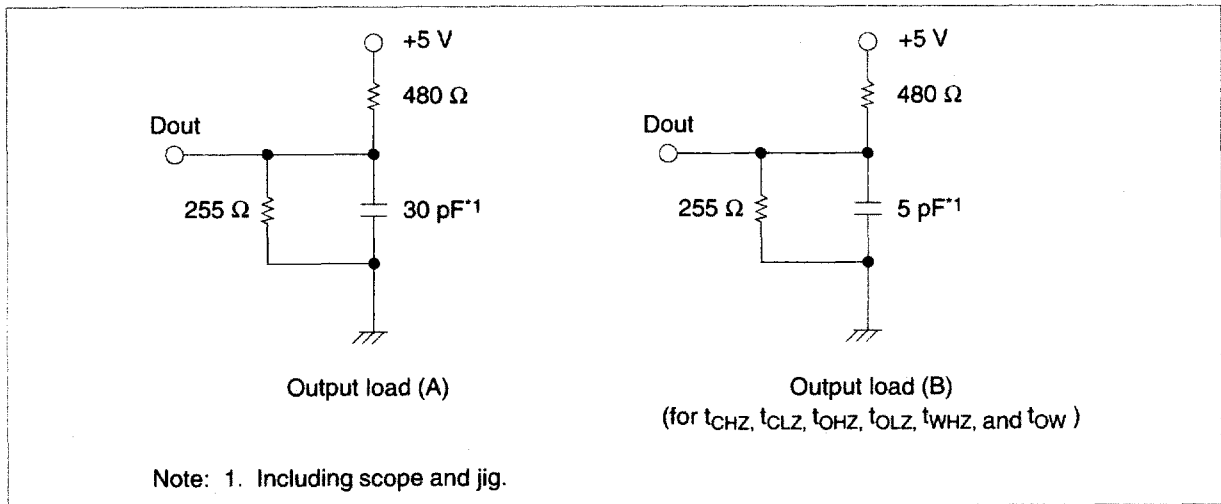 +5 V
480 Ω
Dout
255 Ω
30 pF*1
Output load (A)
+5 V
480 Ω
Dout
255 Ω
5 pF*1
Output load (B)
(for tCHZ, tCLZ, tOHZ, tOLZ, tWHZ, and tOW )
Note: 1. Including scope and jig.